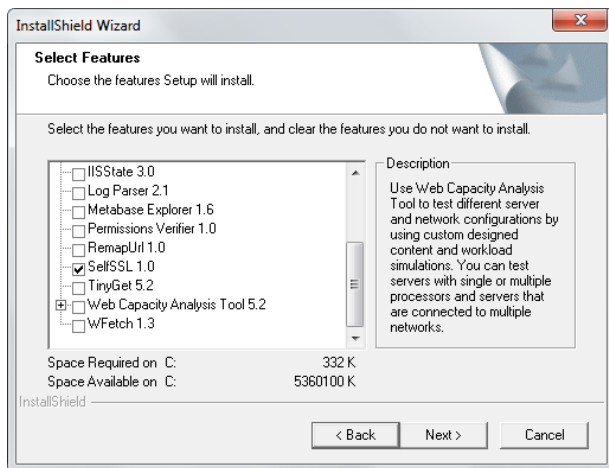 InstallShield Wizard
Select Features
Choose the features Setup will install.
Select the features you want to install, and clear the features you do not want to install.
IISState 3.0
Log Parser 2.1
Metabase Explorer 1.6
Permissions Verifier 1.0
RemapUrl 1.0
SelfSSL 1.0
TinyGet 5.2
Web Capacity Analysis Tool 5.2
WFetch 1.3
Description
Use Web Capacity Analysis
Tool to test different server
and network configurations by
using custom designed
content and workload
simulations. You can test
servers with single or multiple
processors and servers that
are connected to multiple
networks.
Space Required on C: 332 K
Space Available on C: 5360100 K
InstallShield
< Back Next > Cancel